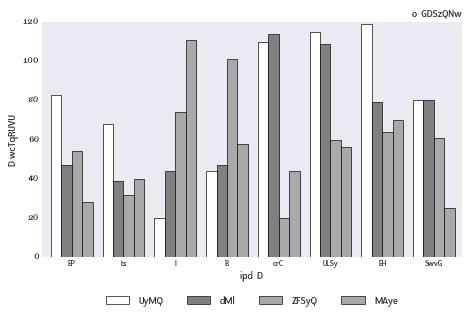 o GDSzQNw
120
100
80
60
40
20
0
DwcTqRUVU
EP ts I B crC ULSy EH SwvG
ipd D
UyMQ dMl ZFSyQ MAye